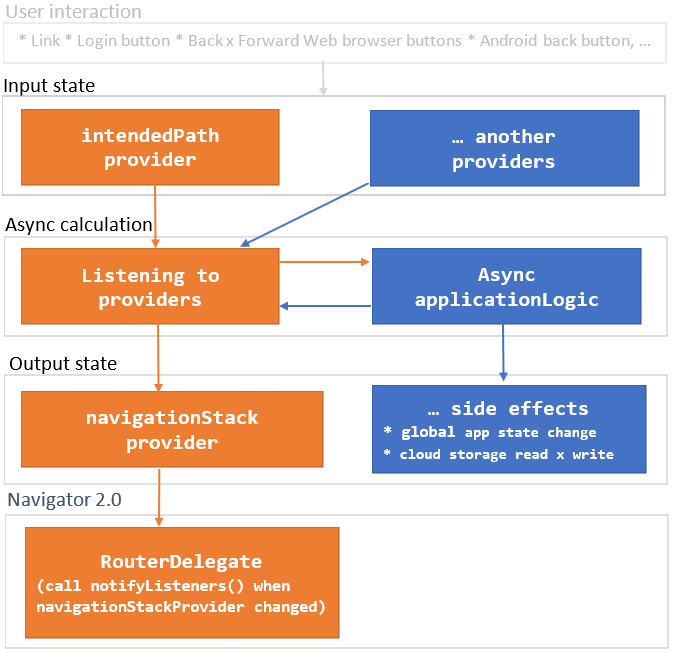 User interaction
* Link * Login button * Back x Forward Web browser buttons * Android back button, …
Input state
intendedPath
provider
… another
providers
Async calculation
Listening to
providers
Async
applicationLogic
Output state
navigationStack
provider
… side effects
* global app state change
* cloud storage read x write
Navigator 2.0
RouterDelegate
(call notifyListeners() when
navigationStackProvider changed)